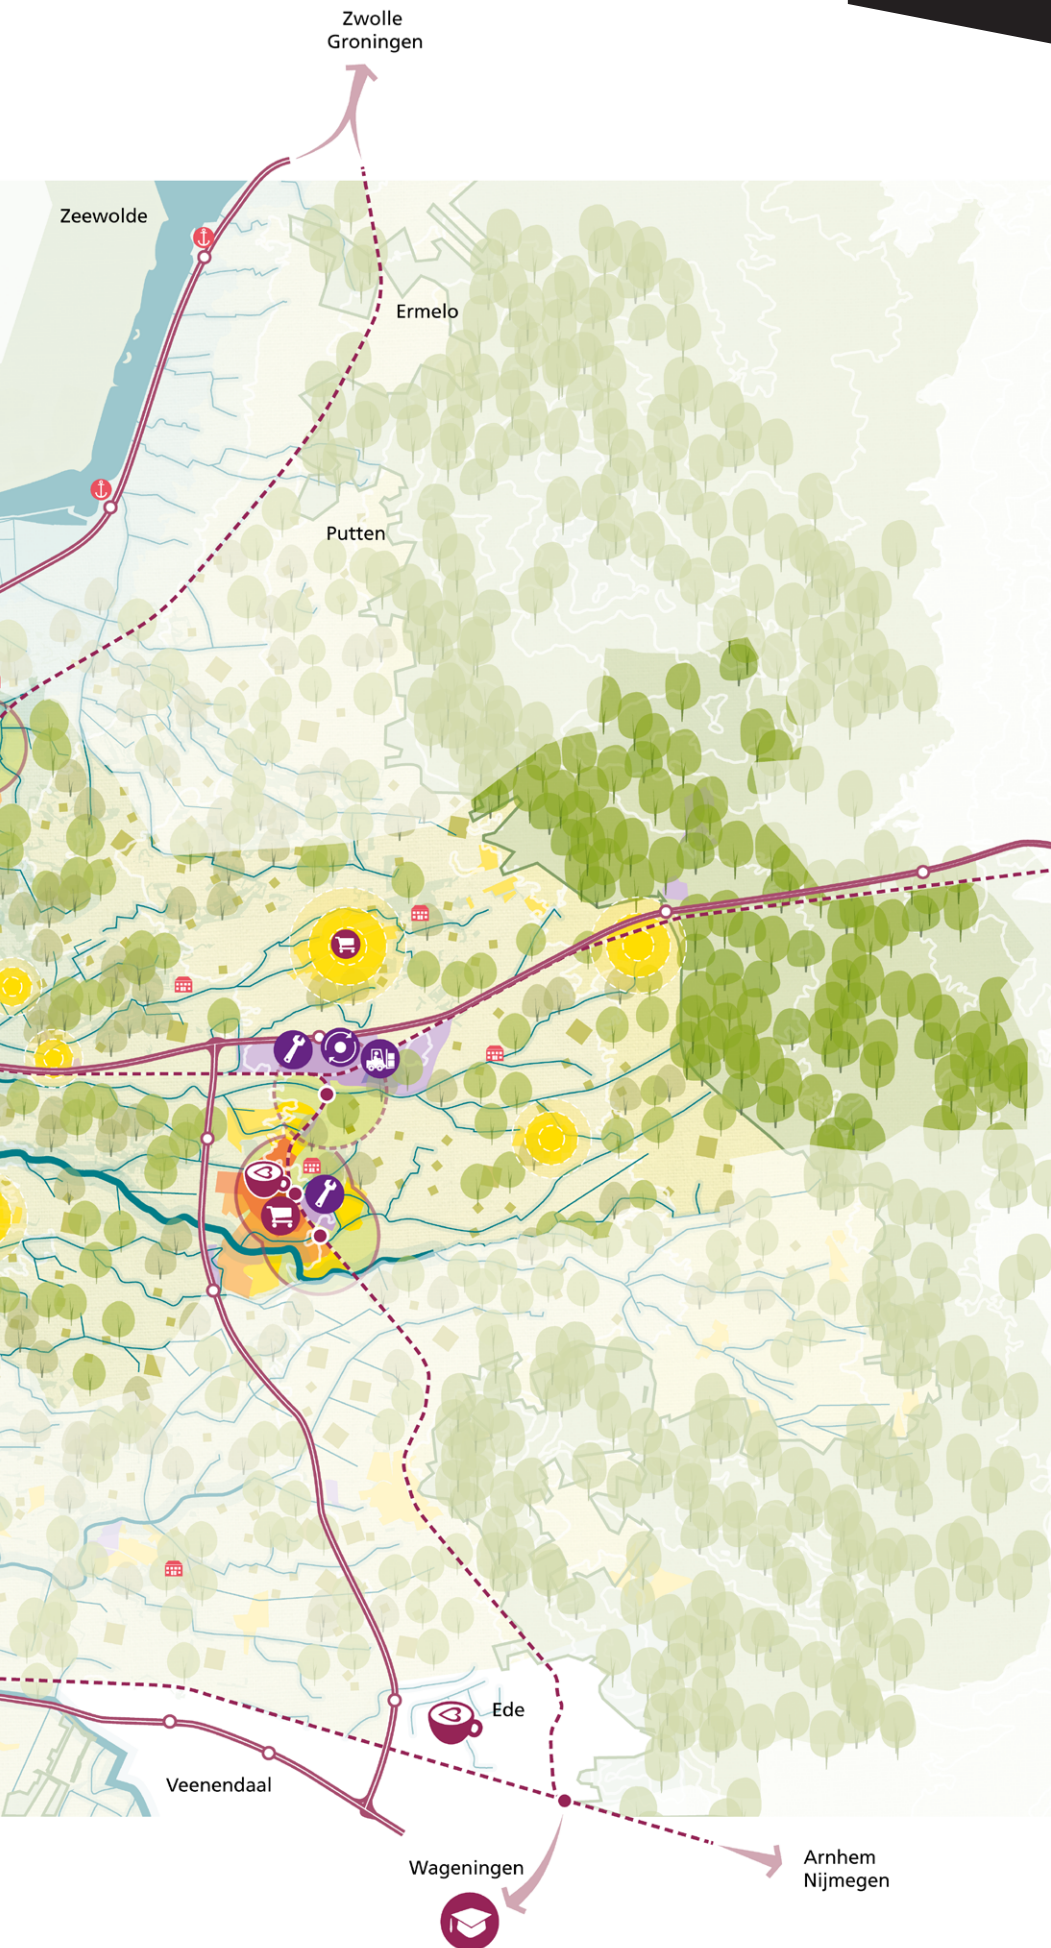 Zwolle
Groningen
Zeewolde
Ermelo
Putten
Ede
Veenendaal
Wageningen
Arnhem
Nijmegen